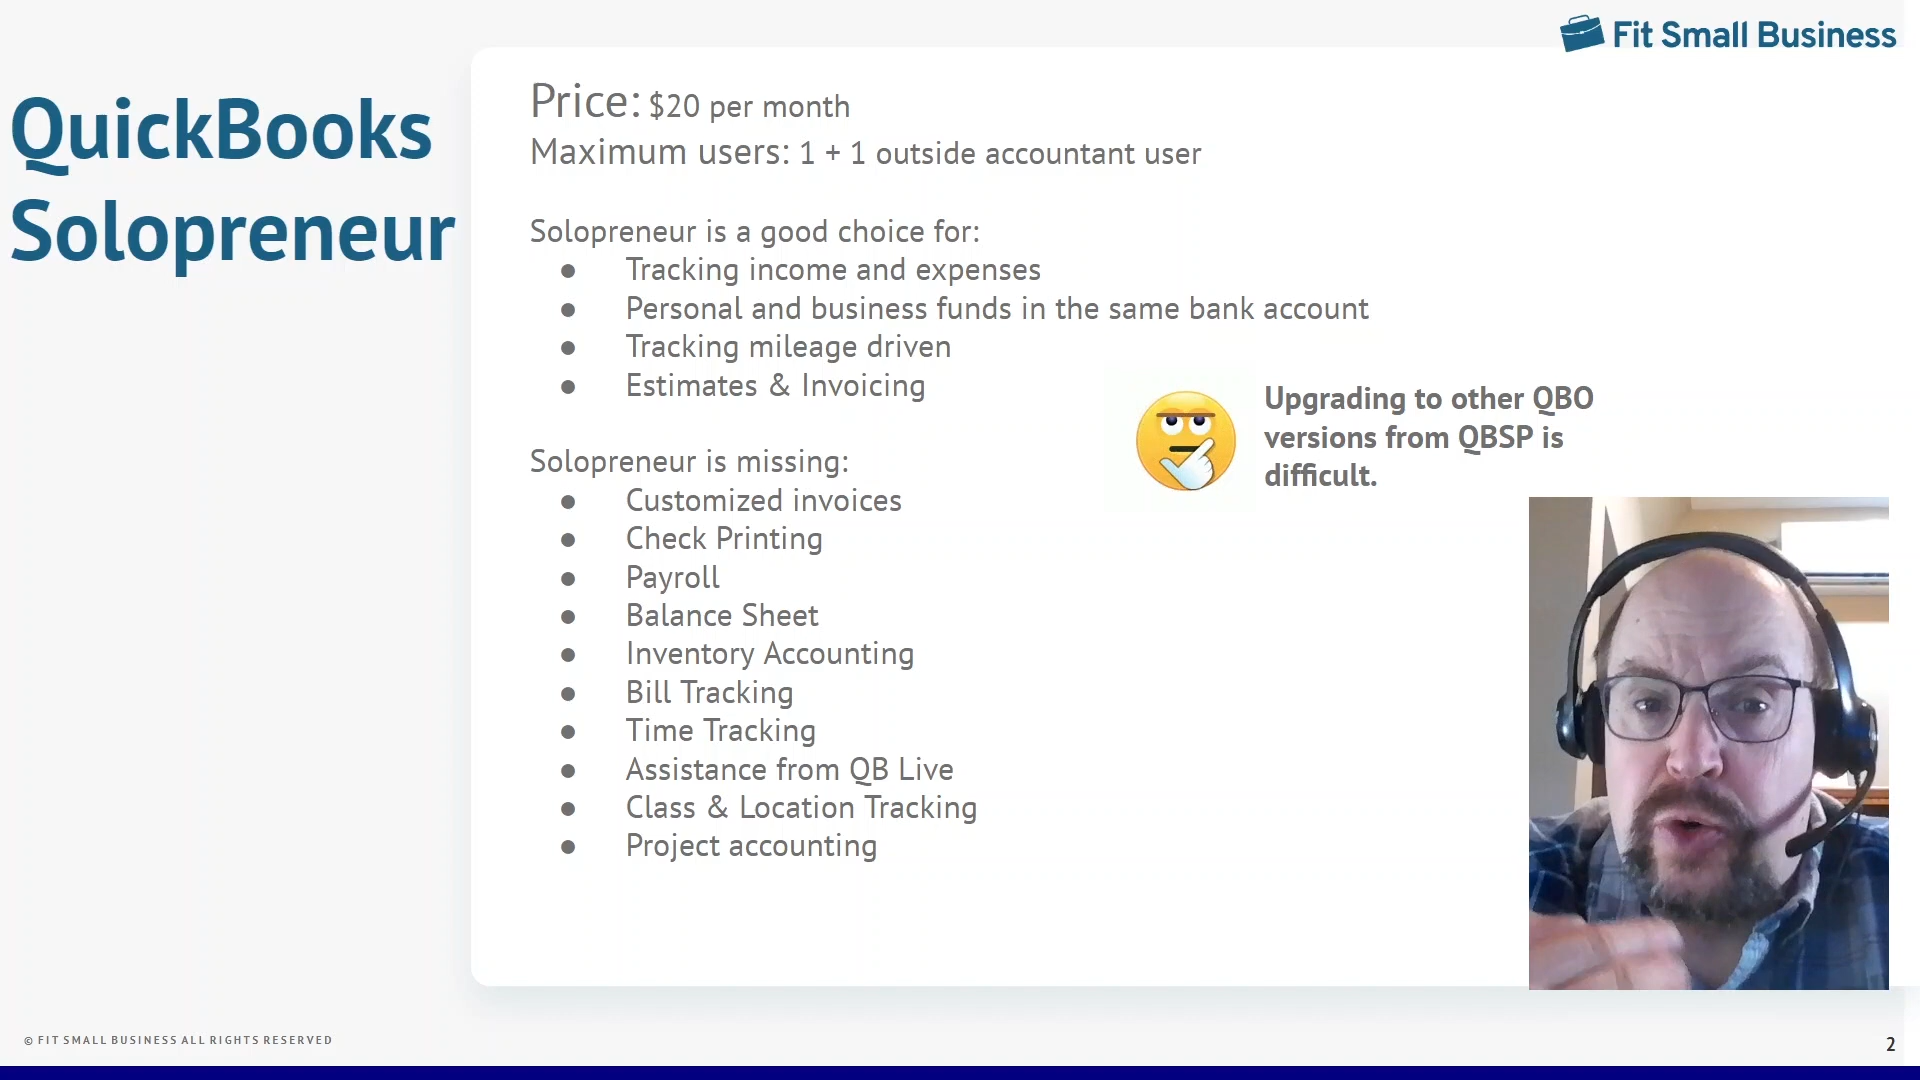 Fit Small Business
QuickBooks
Solopreneur
Price: $20 per month
Maximum users: 1 + 1 outside accountant user
Solopreneur is a good choice for:
● Tracking income and expenses
● Personal and business funds in the same bank account
● Tracking mileage driven
● Estimates & Invoicing
Upgrading to other QBO
versions from QBSP is
difficult.
Solopreneur is missing:
● Customized invoices
● Check Printing
● Payroll
● Balance Sheet
● Inventory Accounting
● Bill Tracking
● Time Tracking
● Assistance from QB Live
● Class & Location Tracking
● Project accounting
© FIT SMALL BUSINESS ALL RIGHTS RESERVED
2